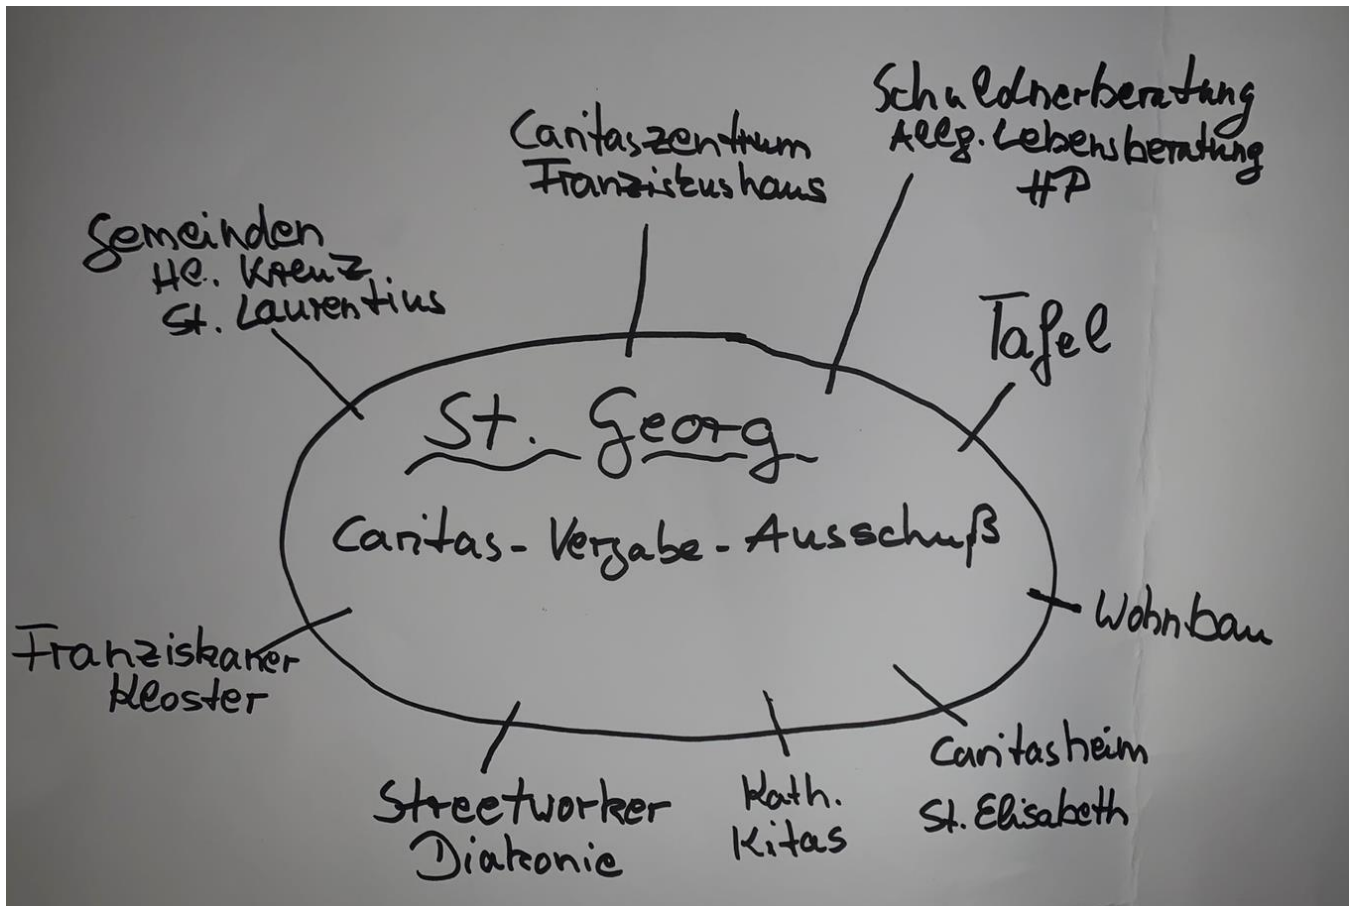 Schuldnerberatung
Allg. Lebensberatung
HP
Caritaszentrum
Franziskushaus
Gemeinden
Hl. Kreuz
St. Laurentius
Tafel
St. Georg
Caritas-Vergabe-Ausschuß
Wohnbau
Franziskaner
Kloster
Caritasheim
St. Elisabeth
Kath.
Kitas
Streetworker
Diakonie